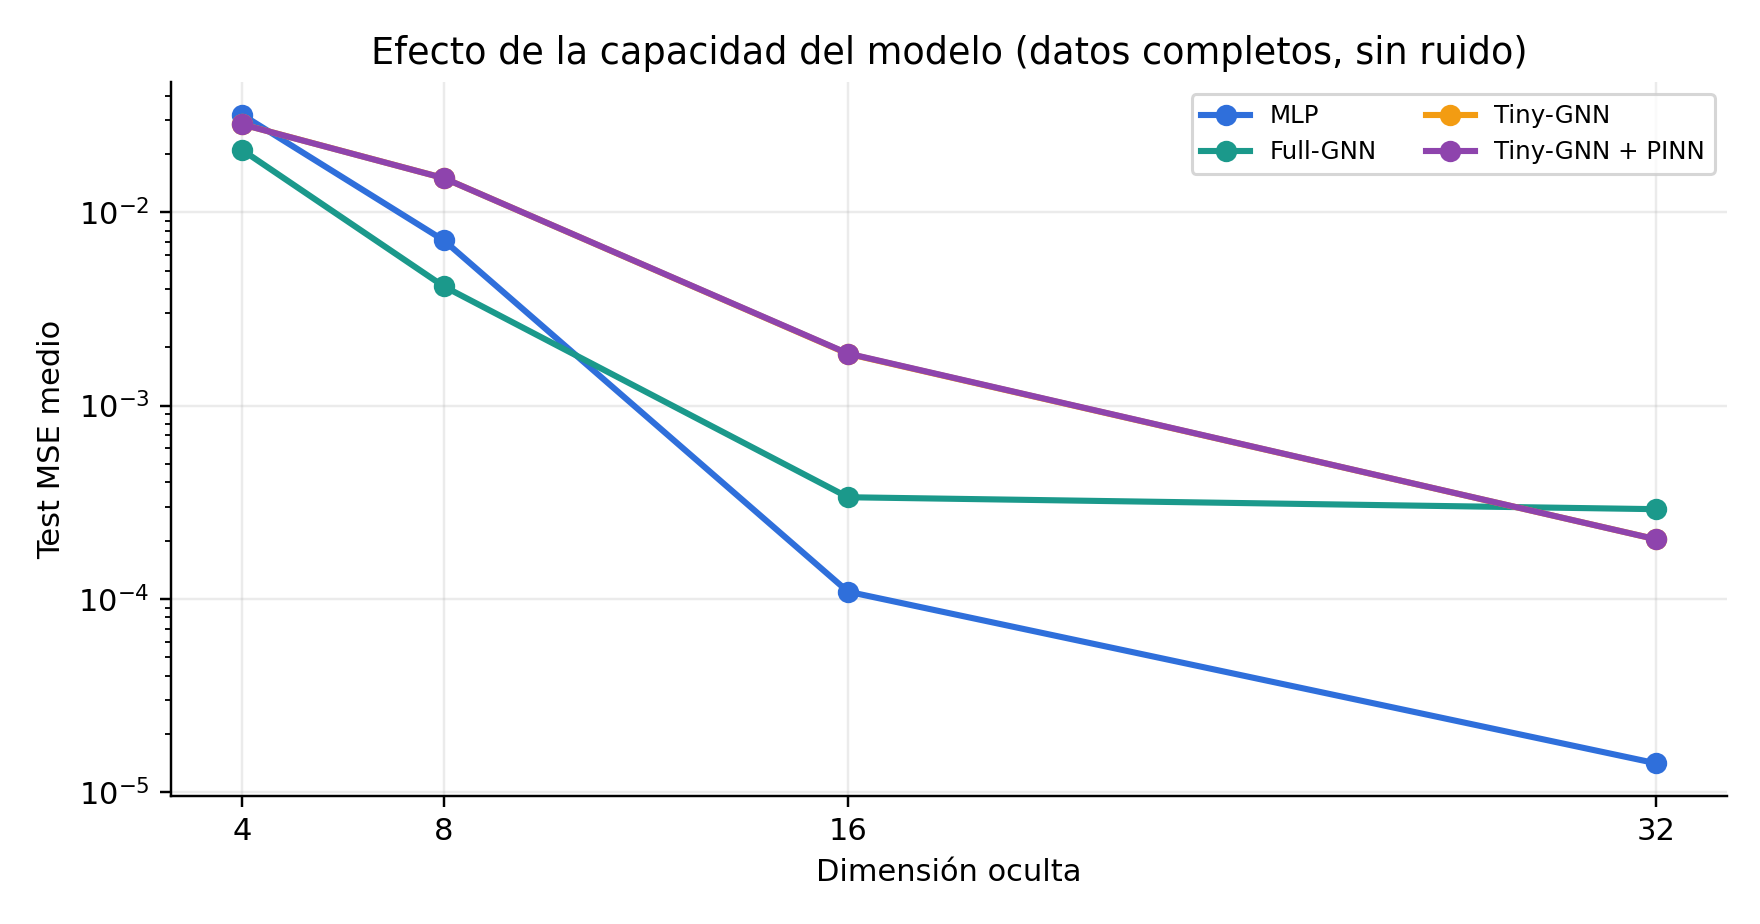 Efecto de la capacidad del modelo (datos completos, sin ruido)
MLP
Full-GNN
Tiny-GNN
Tiny-GNN + PINN
Test MSE medio
10⁻²
10⁻³
10⁻⁴
10⁻⁵
4 8 16 32
Dimensión oculta